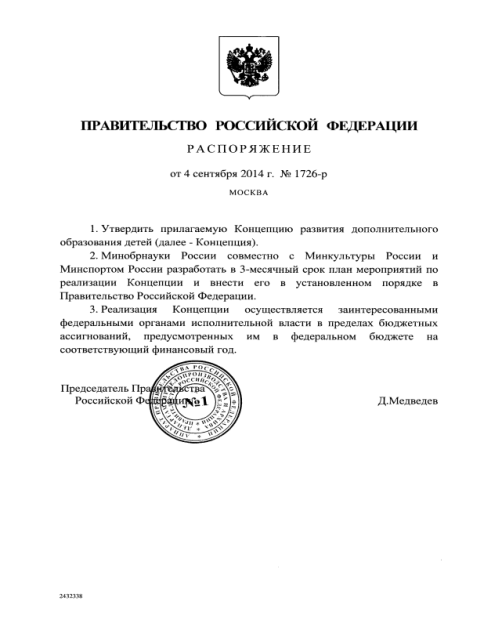 ПРАВИТЕЛЬСТВО РОССИЙСКОЙ ФЕДЕРАЦИИ
РАСПОРЯЖЕНИЕ
от 4 сентября 2014 г. № 1726-р
МОСКВА
1. Утвердить прилагаемую Концепцию развития дополнительного
образования детей (далее - Концепция).
2. Минобрнауки России совместно с Минкультуры России и
Минспортом России разработать в 3-месячный срок план мероприятий по
реализации Концепции и внести его в установленном порядке в
Правительство Российской Федерации.
3. Реализация Концепции осуществляется заинтересованными
федеральными органами исполнительной власти в пределах бюджетных
ассигнований, предусмотренных им в федеральном бюджете на
соответствующий финансовый год.
Председатель Правительства
Российской Федерации
Д.Медведев
№1
2432338